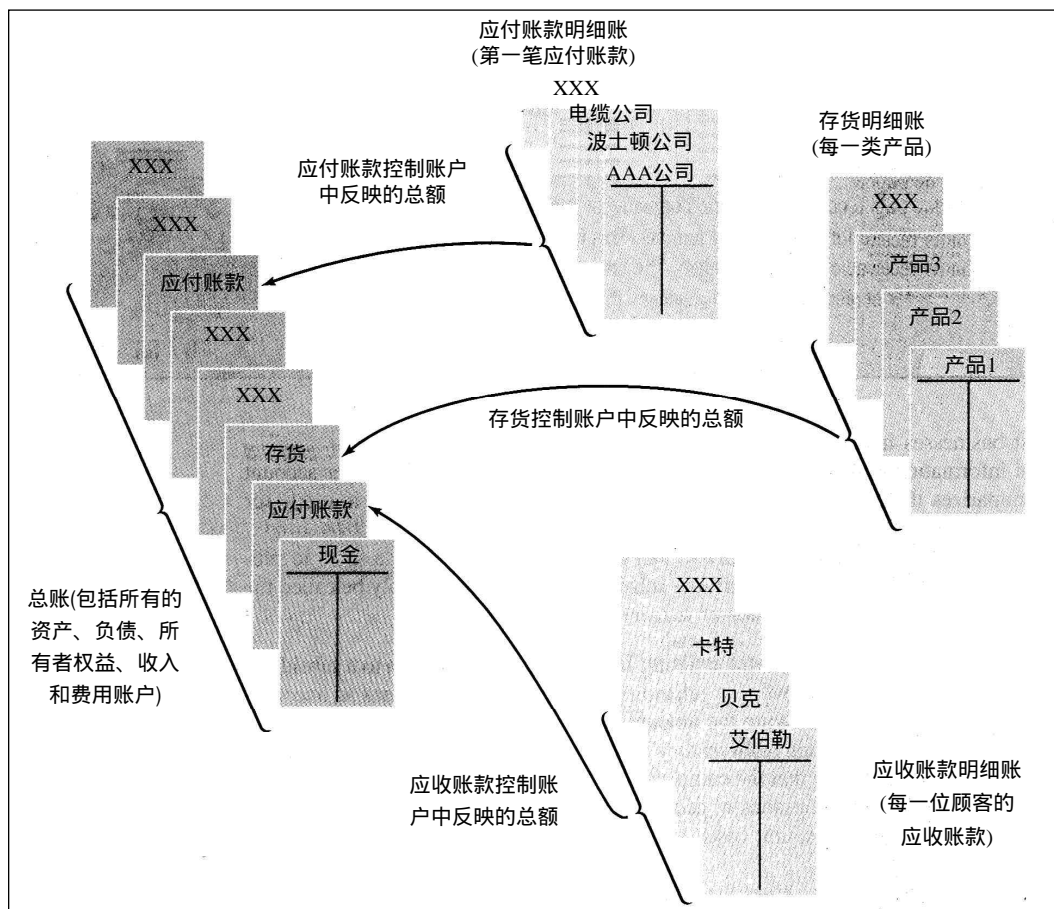 应付账款明细账
(第一笔应付账款)
XXX
电缆公司
波士顿公司
AAA公司
存货明细账
(每一类产品)
XXX
产品3
产品2
产品1
应付账款控制账户
中反映的总额
XXX
XXX
应付账款
XXX
XXX
存货
应付账款
现金
存货控制账户中反映的总额
总账(包括所有的
资产、负债、所
有者权益、收入
和费用账户)
XXX
卡特
贝克
艾伯勒
应收账款控制账
户中反映的总额
应收账款明细账
(每一位顾客的
应收账款)